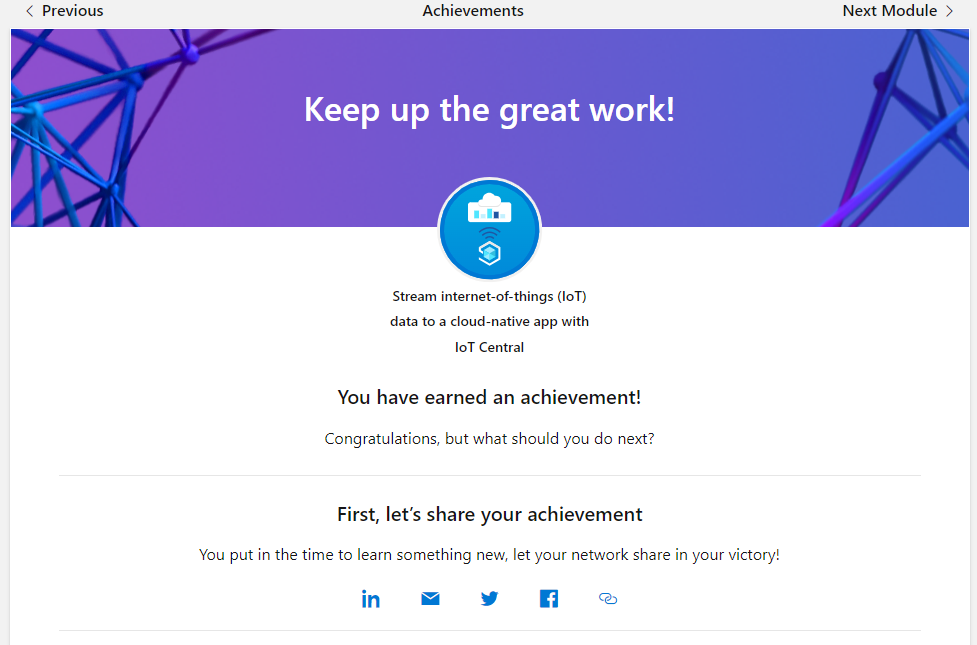 Previous
Achievements
Next Module
Keep up the great work!
Stream internet-of-things (IoT)
data to a cloud-native app with
IoT Central
You have earned an achievement!
Congratulations, but what should you do next?
First, let’s share your achievement
You put in the time to learn something new, let your network share in your victory!
in